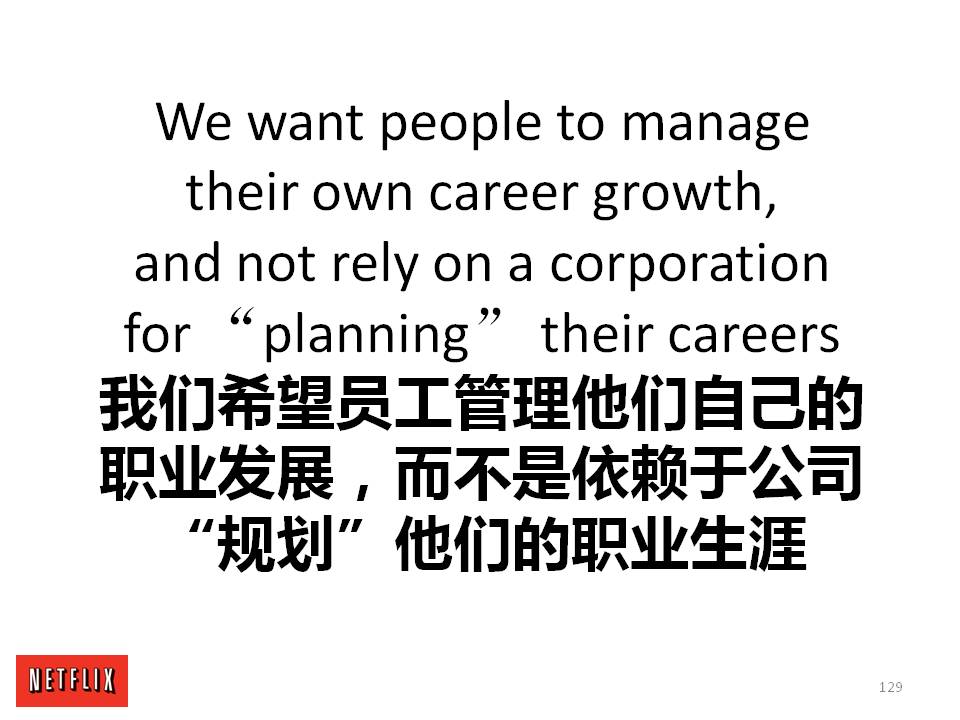 We want people to manage
their own career growth,
and not rely on a corporation
for “planning” their careers
我们希望员工管理他们自己的
职业发展，而不是依赖于公司
“规划”他们的职业生涯
NETFLIX
129